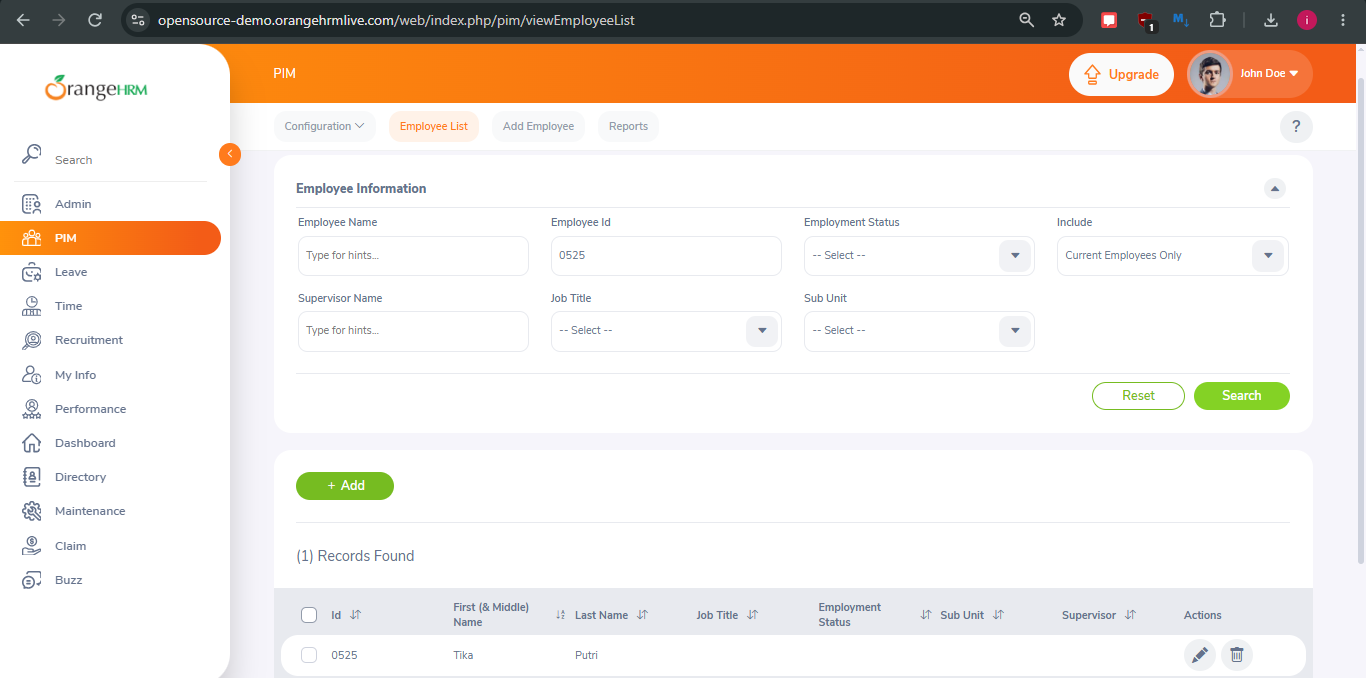 opensource-demo.orangehrmlive.com/web/index.php/pim/viewEmployeeList
1
M↓
i
OrangeHRM
PIM
Upgrade
John Doe
Configuration
Employee List
Add Employee
Reports
?
Search
Admin
PIM
Leave
Time
Recruitment
My Info
Performance
Dashboard
Directory
Maintenance
Claim
Buzz
Employee Information
Employee Name Employee Id Employment Status Include
Type for hints... 0525 -- Select -- Current Employees Only
Supervisor Name Job Title Sub Unit
Type for hints... -- Select -- -- Select --
Reset Search
+ Add
(1) Records Found
Id First (& Middle) Name Last Name Job Title Employment Status Sub Unit Supervisor Actions
0525 Tika Putri